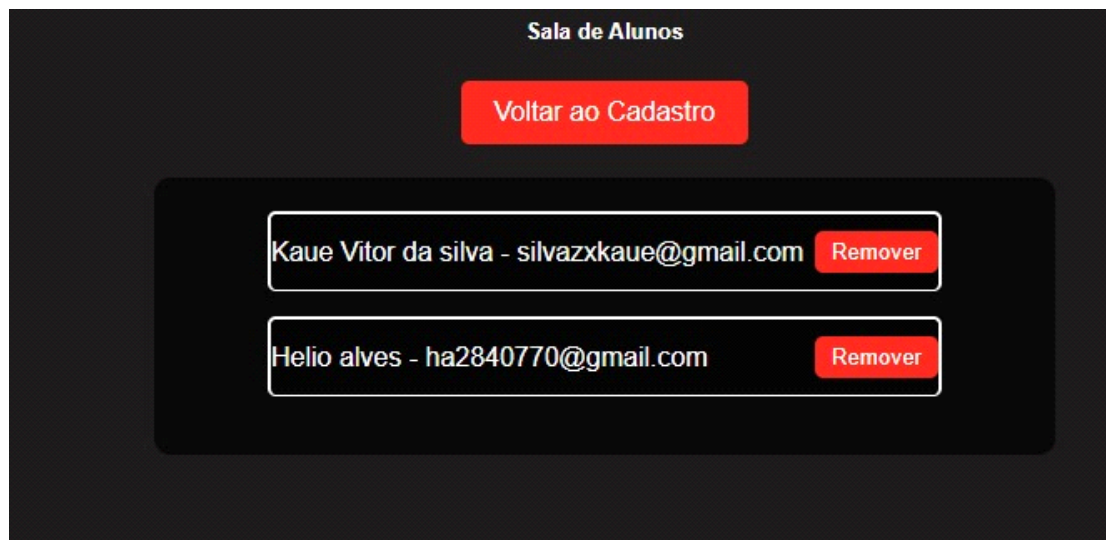 Sala de Alunos
Voltar ao Cadastro
Kaue Vitor da silva - silvazxkaue@gmail.com Remover
Helio alves - ha2840770@gmail.com Remover